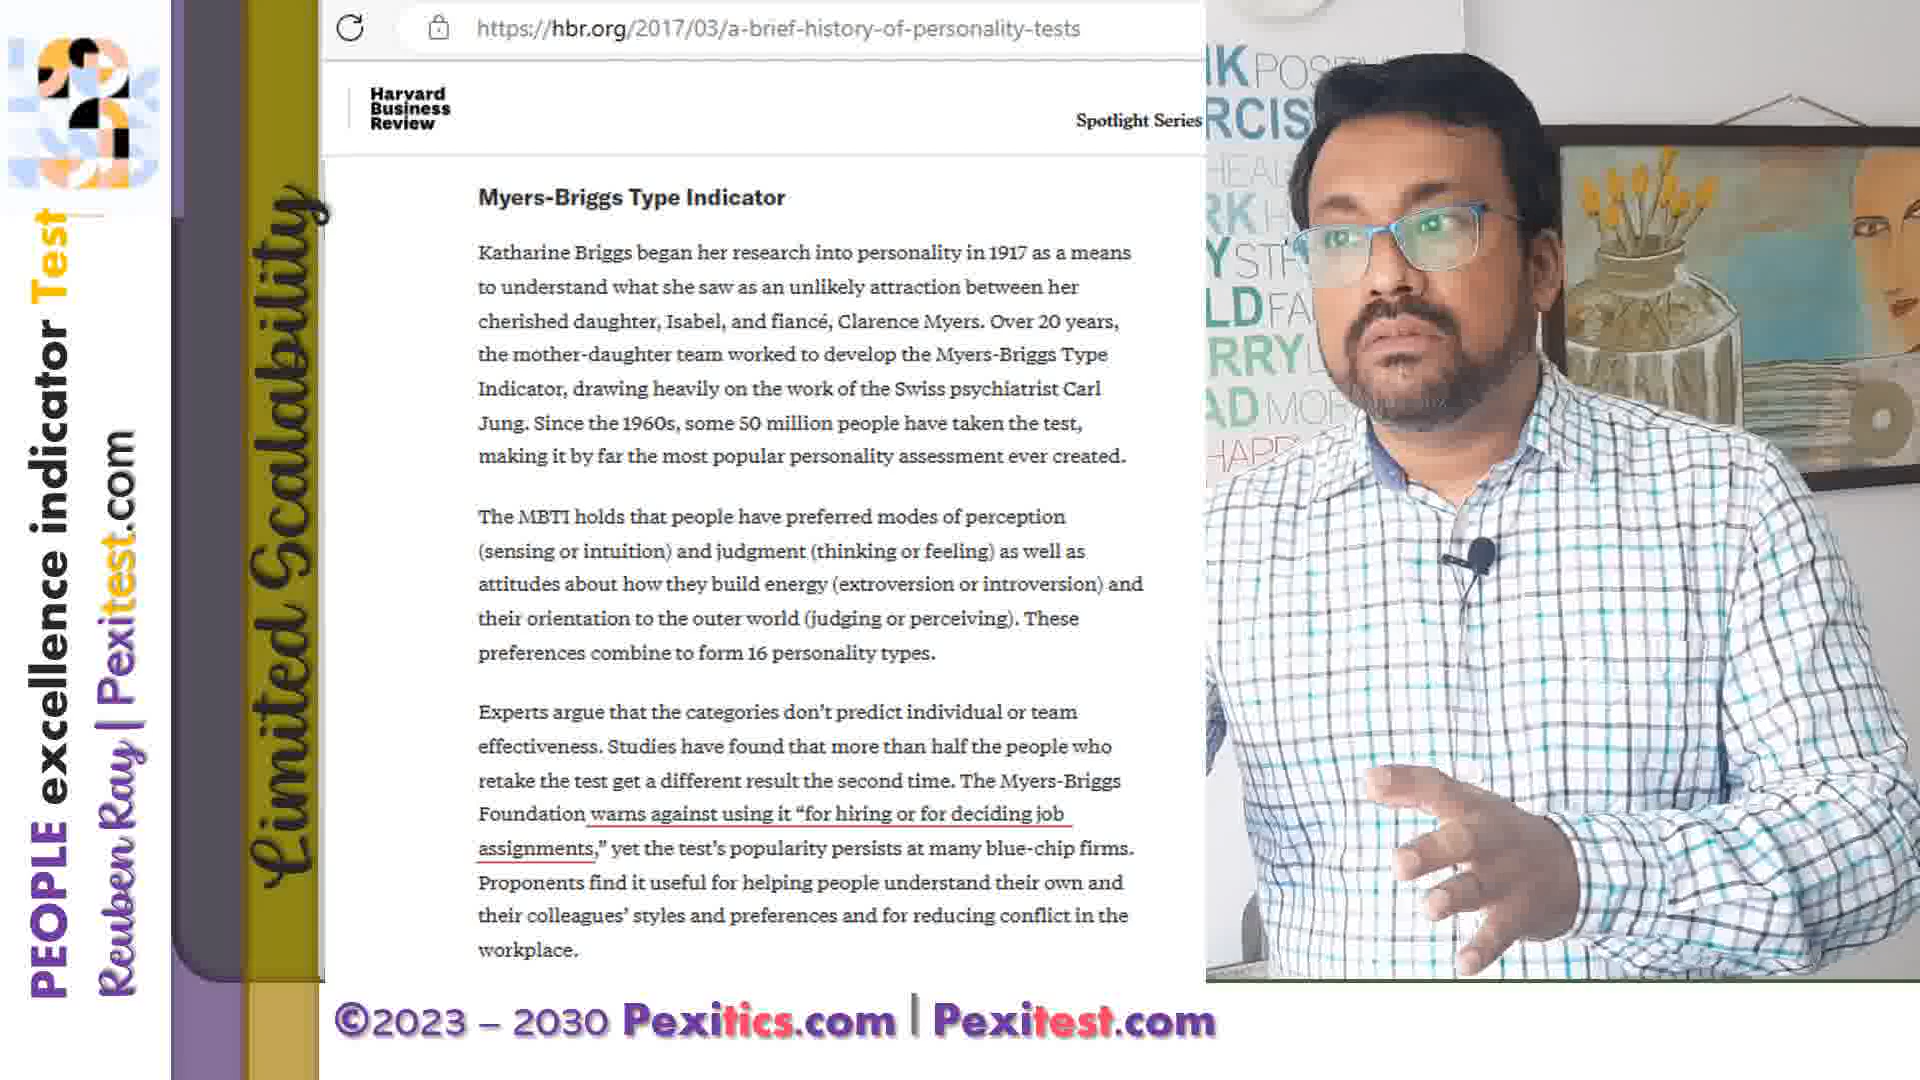 PEOPLE excellence indicator Test
Reuben Ray | Pexitest.com
Limited Scalability
https://hbr.org/2017/03/a-brief-history-of-personality-tests
Harvard
Business
Review
Spotlight Series
Myers-Briggs Type Indicator
Katharine Briggs began her research into personality in 1917 as a means
to understand what she saw as an unlikely attraction between her
cherished daughter, Isabel, and fiancé, Clarence Myers. Over 20 years,
the mother-daughter team worked to develop the Myers-Briggs Type
Indicator, drawing heavily on the work of the Swiss psychiatrist Carl
Jung. Since the 1960s, some 50 million people have taken the test,
making it by far the most popular personality assessment ever created.
The MBTI holds that people have preferred modes of perception
(sensing or intuition) and judgment (thinking or feeling) as well as
attitudes about how they build energy (extroversion or introversion) and
their orientation to the outer world (judging or perceiving). These
preferences combine to form 16 personality types.
Experts argue that the categories don't predict individual or team
effectiveness. Studies have found that more than half the people who
retake the test get a different result the second time. The Myers-Briggs
Foundation warns against using it “for hiring or for deciding job
assignments,” yet the test's popularity persists at many blue-chip firms.
Proponents find it useful for helping people understand their own and
their colleagues' styles and preferences and for reducing conflict in the
workplace.
NK POSIT
RCIS
HEAL
RK H
Y STR
LD FA
RRY L
AD MOR
HAPP
©2023 – 2030 Pexitics.com | Pexitest.com